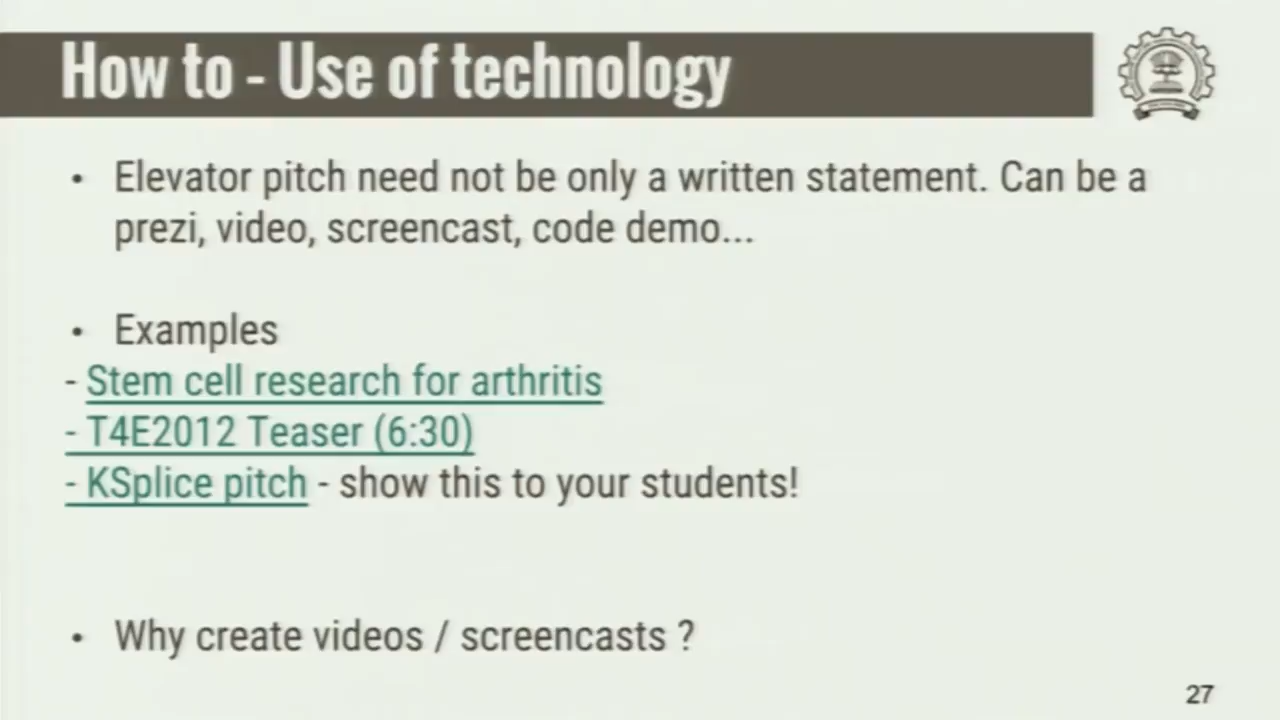 How to - Use of technology
• Elevator pitch need not be only a written statement. Can be a
prezi, video, screencast, code demo...
• Examples
- Stem cell research for arthritis
- T4E2012 Teaser (6:30)
- KSplice pitch - show this to your students!
• Why create videos / screencasts ?
27